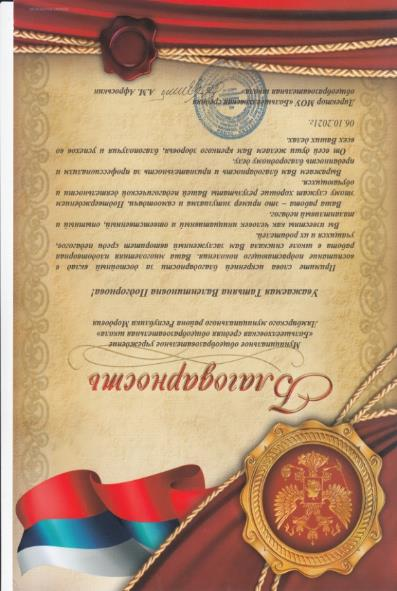 Благодарность
Муниципальное общеобразовательное учреждение
«Большеелховская средняя общеобразовательная школа»
Лямбирского муниципального района Республики Мордовия
Уважаемая Татьяна Валентиновна Подгорнова!
Примите слова искренней благодарности за достойный вклад в
воспитание подрастающего поколения. Ваша многолетняя плодотворная
работа в школе снискала Вам заслуженный авторитет среди педагогов,
учащихся и их родителей.
Вы известны как человек инициативный и ответственный, опытный и
талантливый педагог.
Ваша работа – это пример энтузиазма и самоотдачи. Подтверждением
этому служат хорошие результаты Вашей педагогической деятельности и
обучающихся.
Выражаем Вам благодарность и признательность за профессионализм и
преданность благородному делу.
От всей души желаем Вам крепкого здоровья, благополучия и успехов во
всех Ваших делах.
06.10.2021г.
Директор МОУ «Большеелховская средняя
общеобразовательная школа» А.М. Афроськин